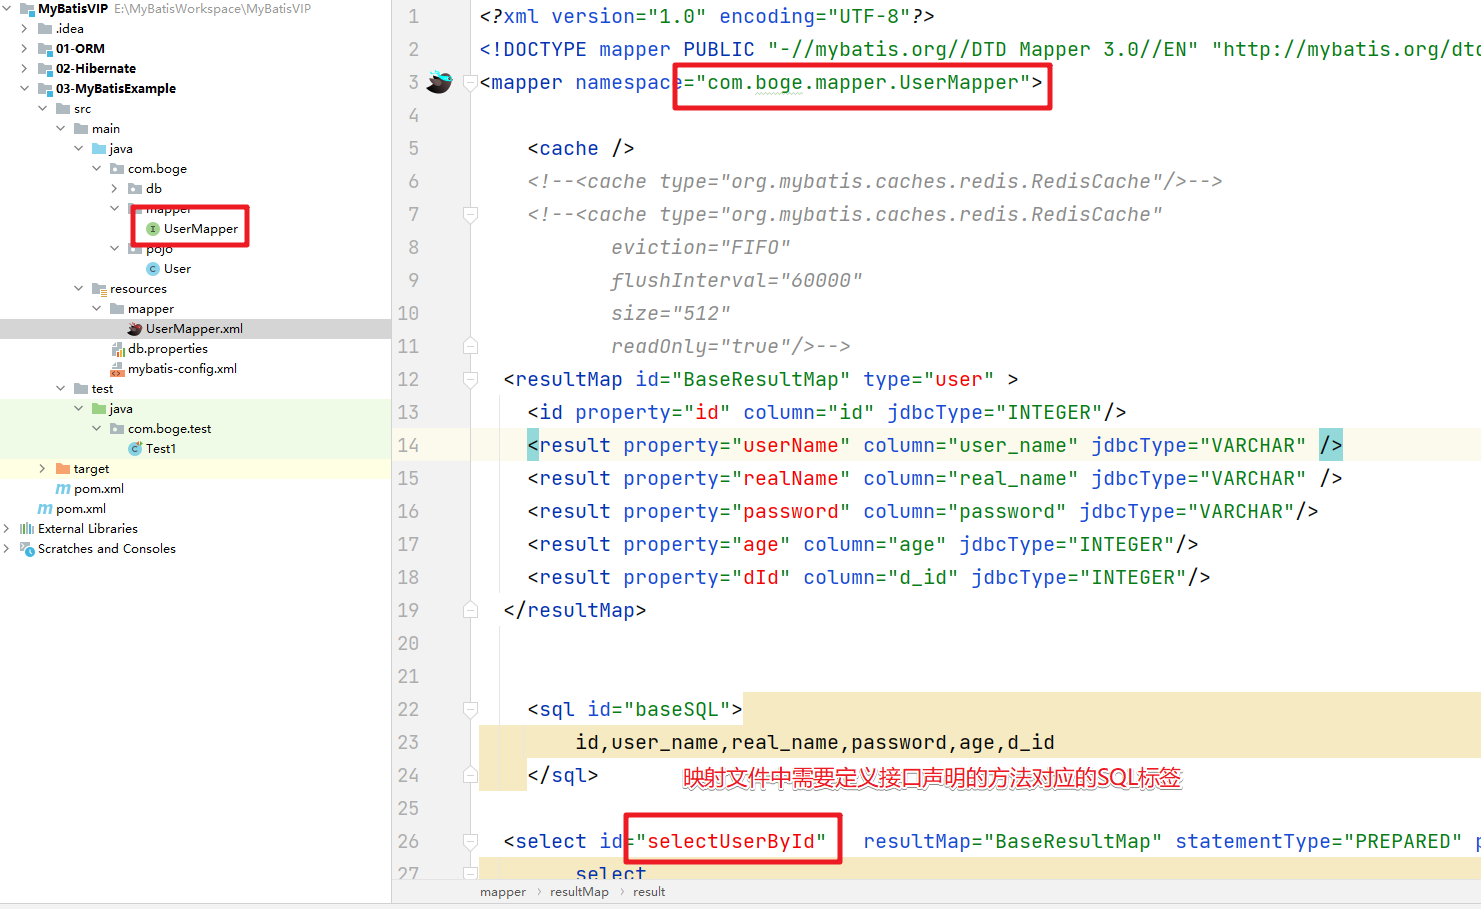 MyBatisVIP E:\MyBatisWorkspace\MyBatisVIP
.idea
01-ORM
02-Hibernate
03-MyBatisExample
src
main
java
com.boge
db
mapper
UserMapper
pojo
User
resources
mapper
UserMapper.xml
db.properties
mybatis-config.xml
test
java
com.boge.test
Test1
target
pom.xml
pom.xml
External Libraries
Scratches and Consoles
1 <?xml version="1.0" encoding="UTF-8"?>
2 <!DOCTYPE mapper PUBLIC "-//mybatis.org//DTD Mapper 3.0//EN" "http://mybatis.org/dtd
3 <mapper namespace="com.boge.mapper.UserMapper">
4
5 <cache />
6 <!--<cache type="org.mybatis.caches.redis.RedisCache"/>-->
7 <!--<cache type="org.mybatis.caches.redis.RedisCache"
8 eviction="FIFO"
9 flushInterval="60000"
10 size="512"
11 readOnly="true"/>-->
12 <resultMap id="BaseResultMap" type="user" >
13 <id property="id" column="id" jdbcType="INTEGER"/>
14 <result property="userName" column="user_name" jdbcType="VARCHAR" />
15 <result property="realName" column="real_name" jdbcType="VARCHAR" />
16 <result property="password" column="password" jdbcType="VARCHAR"/>
17 <result property="age" column="age" jdbcType="INTEGER"/>
18 <result property="dId" column="d_id" jdbcType="INTEGER"/>
19 </resultMap>
20
21
22 <sql id="baseSQL">
23 id,user_name,real_name,password,age,d_id
24 </sql> 映射文件中需要定义接口声明的方法对应的SQL标签
25
26 <select id="selectUserById" resultMap="BaseResultMap" statementType="PREPARED" p
27 select
mapper › resultMap › result